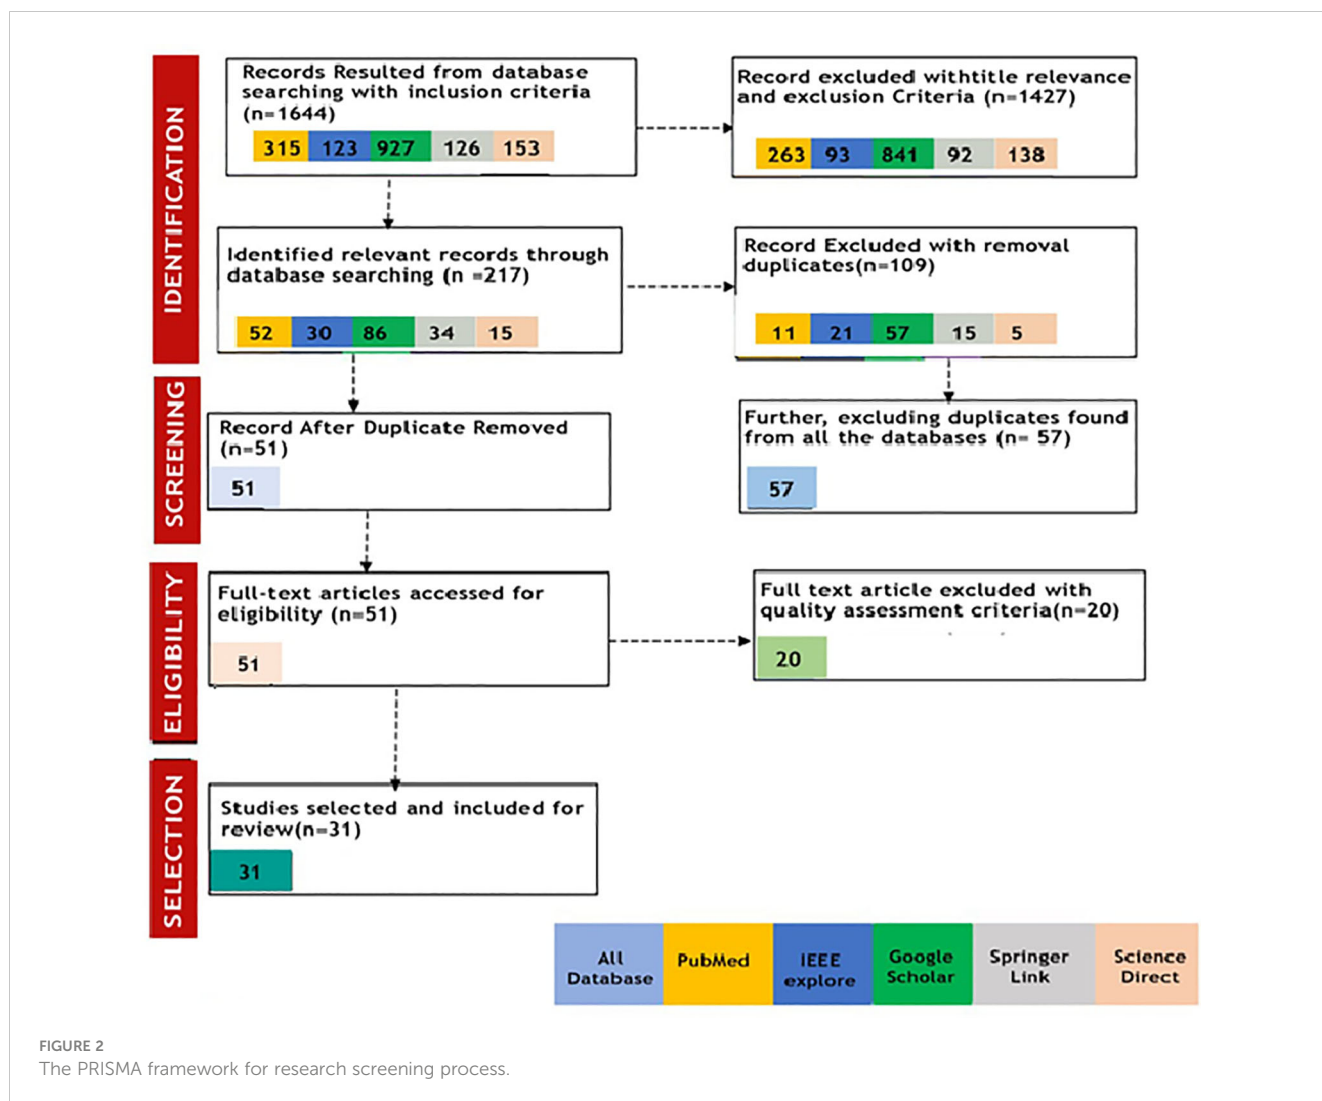 IDENTIFICATION
Records Resulted from database
searching with inclusion criteria
(n=1644)
315 123 927 126 153
Record excluded withtitle relevance
and exclusion Criteria (n=1427)
263 93 841 92 138
Identified relevant records through
database searching (n =217)
52 30 86 34 15
Record Excluded with removal
duplicates(n=109)
11 21 57 15 5
SCREENING
Record After Duplicate Removed
(n=51)
51
Further, excluding duplicates found
from all the databases (n= 57)
57
ELIGIBILITY
Full-text articles accessed for
eligibility (n=51)
51
Full text article excluded with
quality assessment criteria(n=20)
20
SELECTION
Studies selected and included for
review(n=31)
31
All
Database
PubMed
IEEE
explore
Google
Scholar
Springer
Link
Science
Direct
FIGURE 2
The PRISMA framework for research screening process.